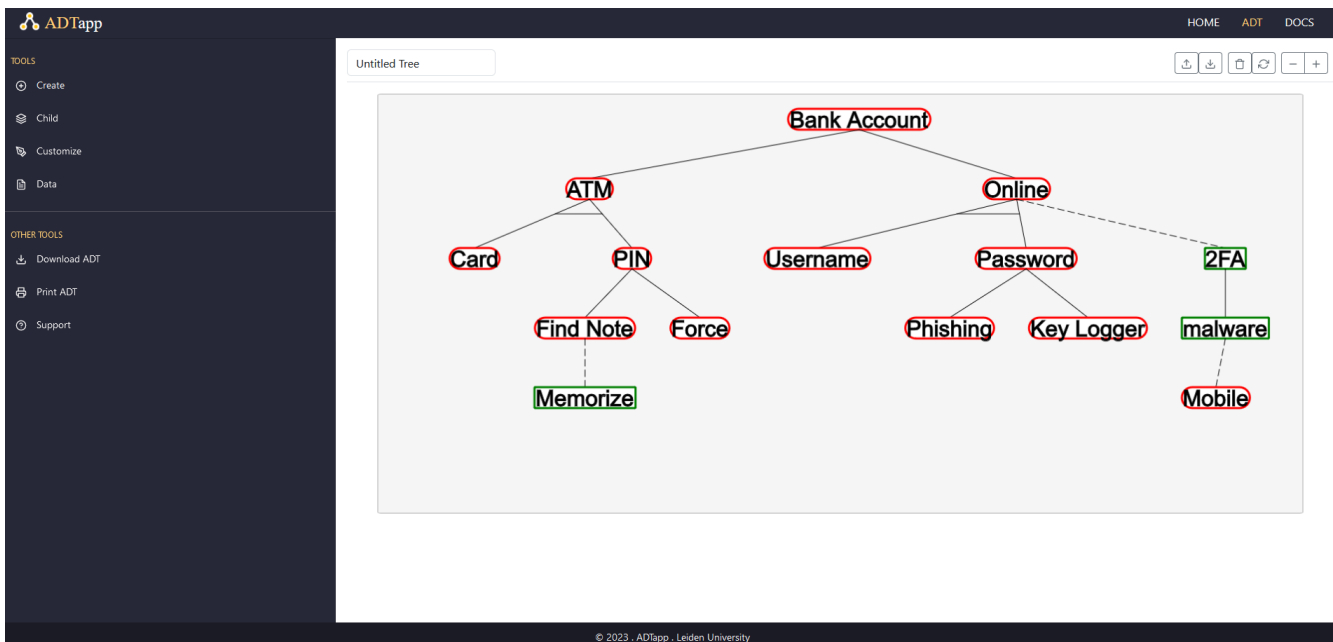 ADTapp
HOME ADT DOCS
TOOLS
Create
Child
Customize
Data
OTHER TOOLS
Download ADT
Print ADT
Support
Untitled Tree
Bank Account
ATM Online
Card PIN Username Password 2FA
Find Note Force Phishing Key Logger malware
Memorize Mobile
© 2023 . ADTapp . Leiden University